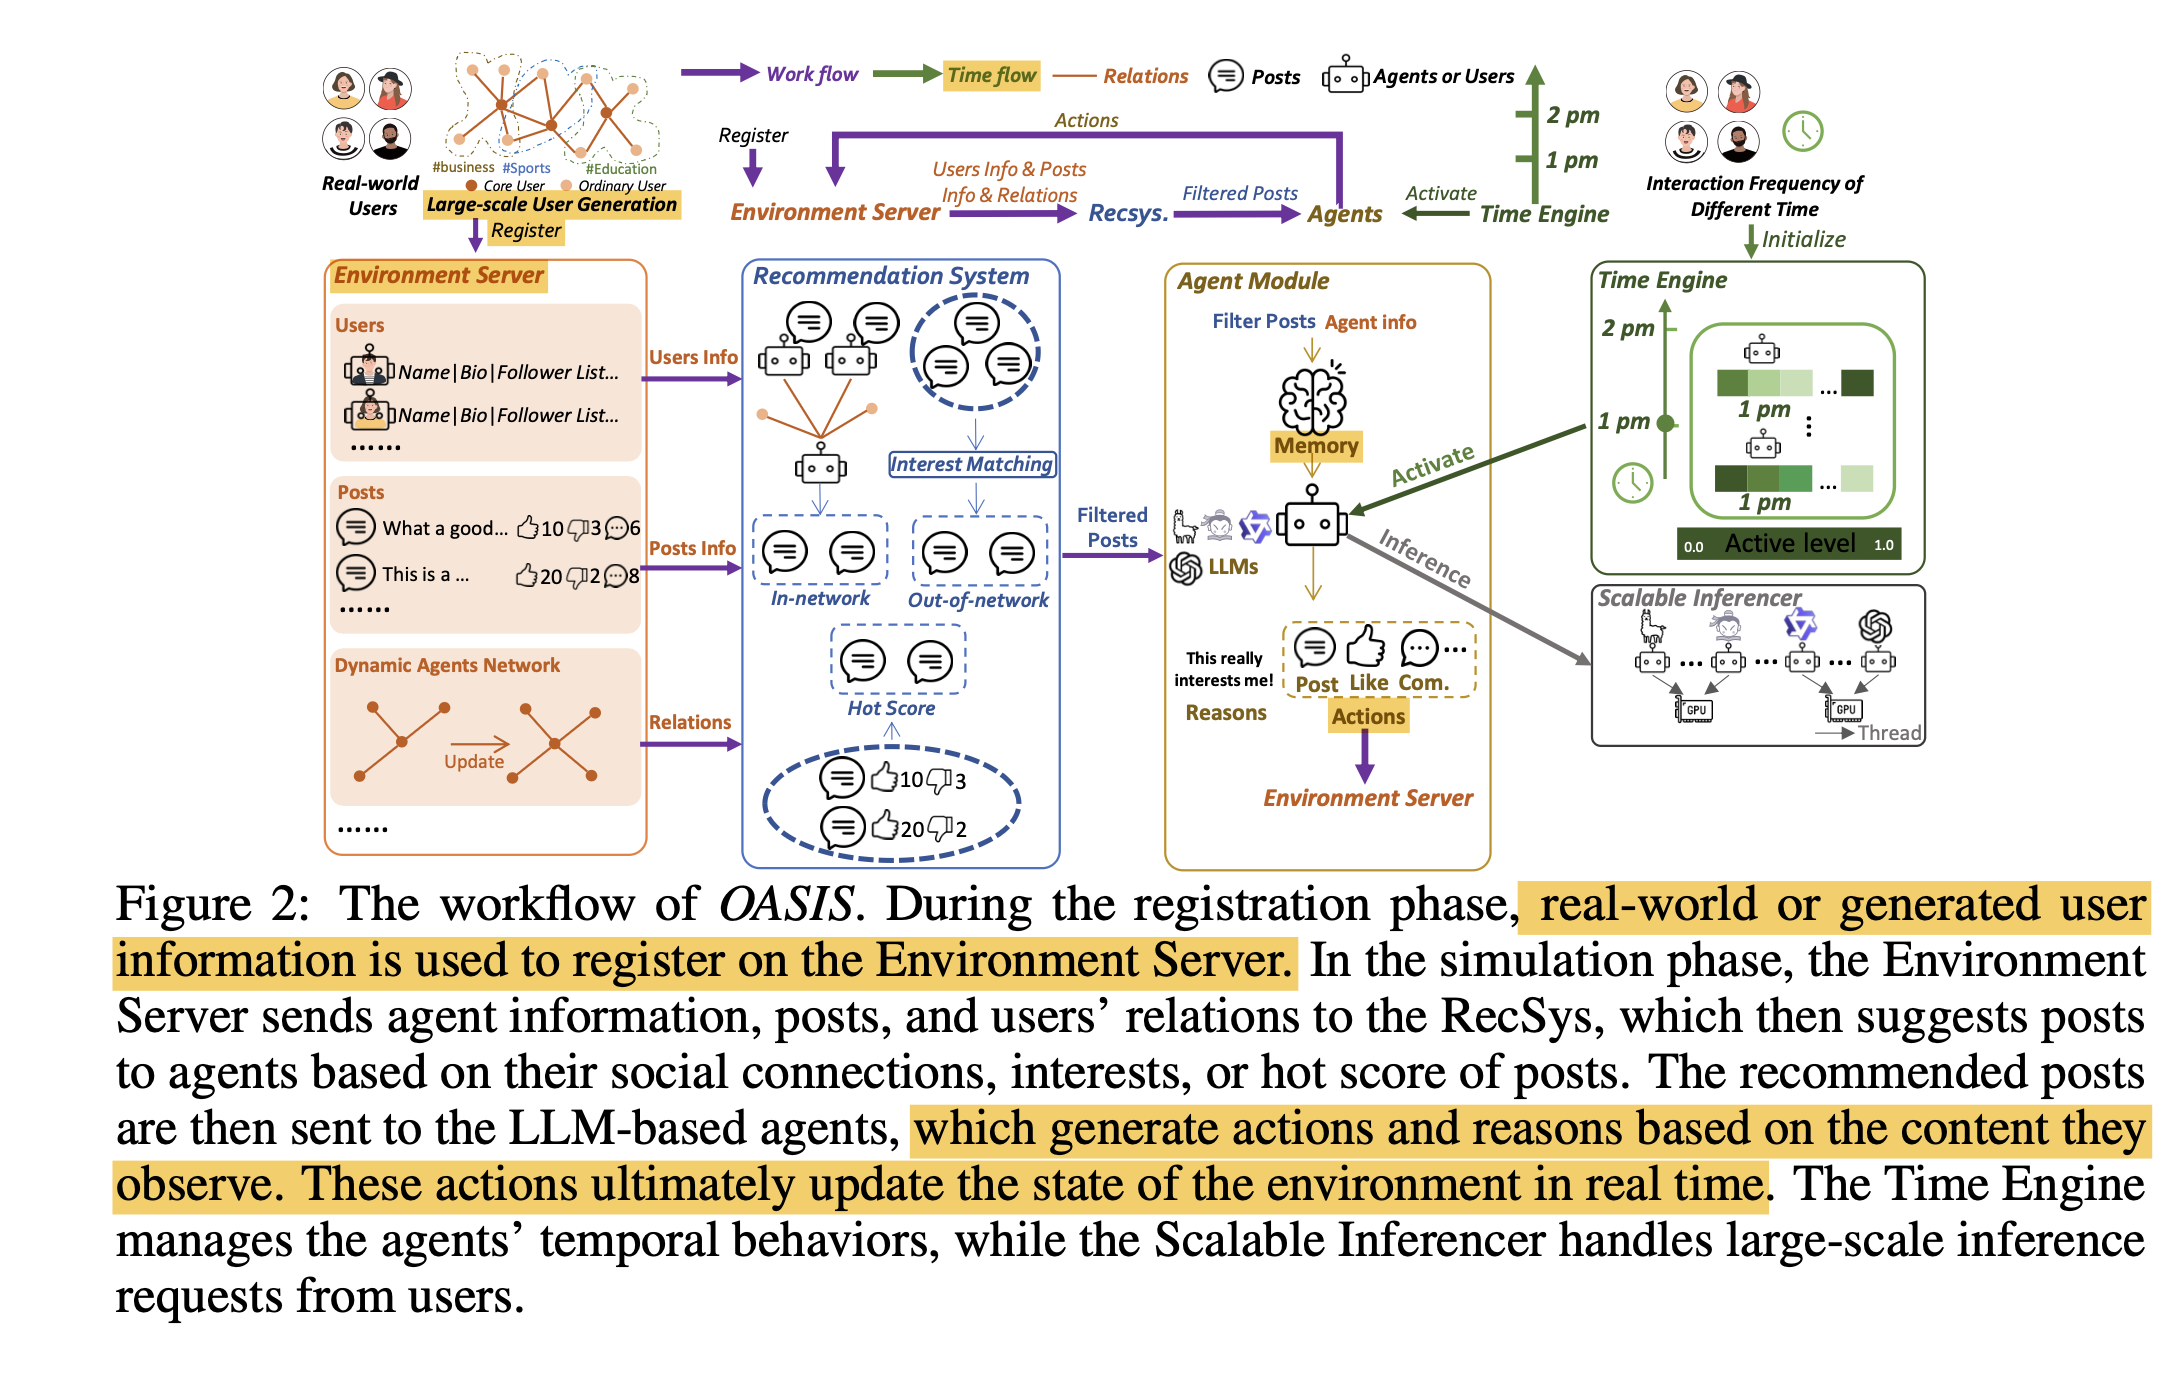 Work flow
Time flow
Relations
Posts
Agents or Users
#business #Sports #Education
Core User Ordinary User
Real-world
Users
Large-scale User Generation
Register
Register
Actions
Environment Server
Users Info & Posts
Info & Relations
Recsys.
Filtered Posts
Agents
Activate
Time Engine
2 pm
1 pm
Interaction Frequency of
Different Time
Initialize
Environment Server
Users
Name|Bio|Follower List...
Name|Bio|Follower List...
......
Posts
What a good... 10 3 6
This is a ... 20 2 8
......
Dynamic Agents Network
Update
......
Users Info
Posts Info
Relations
Recommendation System
Interest Matching
In-network
Out-of-network
Hot Score
10 3
20 2
Filtered
Posts
Agent Module
Filter Posts Agent info
Memory
LLMs
This really
interests me!
Reasons
Post Like Com.
...
Actions
Environment Server
Activate
Inference
Time Engine
2 pm
1 pm
...
1 pm
...
1 pm
0.0 Active level 1.0
Scalable Inferencer
... ... ...
GPU GPU
Thread
Figure 2: The workflow of OASIS. During the registration phase, real-world or generated user
information is used to register on the Environment Server. In the simulation phase, the Environment
Server sends agent information, posts, and users’ relations to the RecSys, which then suggests posts
to agents based on their social connections, interests, or hot score of posts. The recommended posts
are then sent to the LLM-based agents, which generate actions and reasons based on the content they
observe. These actions ultimately update the state of the environment in real time. The Time Engine
manages the agents’ temporal behaviors, while the Scalable Inferencer handles large-scale inference
requests from users.